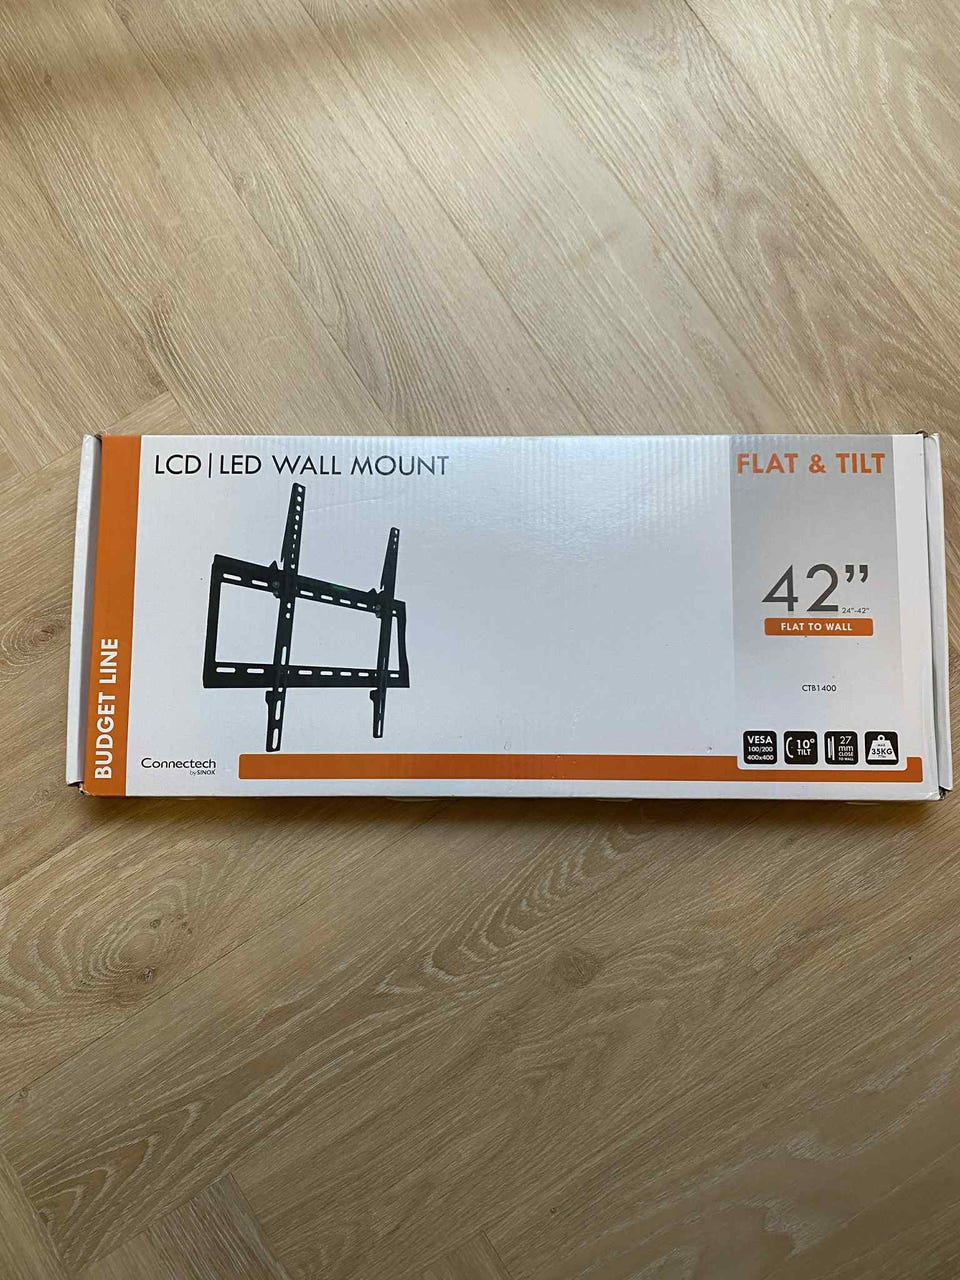 LCD | LED WALL MOUNT
FLAT & TILT
42”
24”-42”
FLAT TO WALL
CTB1400
BUDGET LINE
Connectech
by SINOX
VESA
100/200
400x400
10°
TILT
27
mm
CLOSE
TO WALL
MAX
35KG